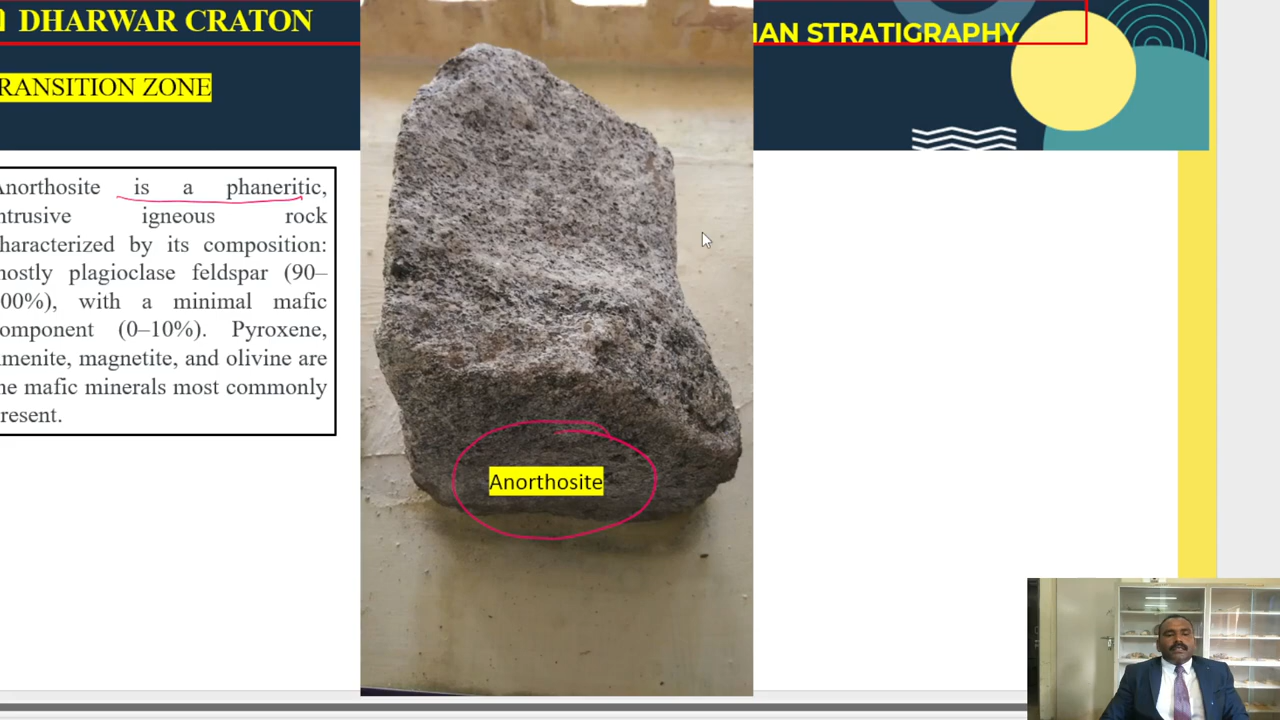 DHARWAR CRATON
IAN STRATIGRAPHY
RANSITION ZONE
Anorthosite is a phaneritic,
ntrusive igneous rock
haracterized by its composition:
nostly plagioclase feldspar (90–
00%), with a minimal mafic
omponent (0–10%). Pyroxene,
menite, magnetite, and olivine are
he mafic minerals most commonly
resent.
Anorthosite